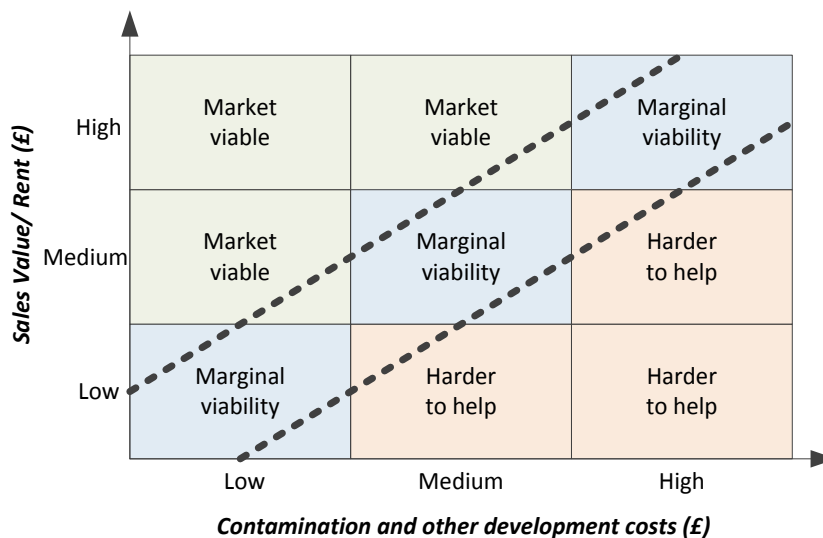 Sales Value/ Rent (£)
High
Market
viable
Market
viable
Marginal
viability
Medium
Market
viable
Marginal
viability
Harder
to help
Low
Marginal
viability
Harder
to help
Harder
to help
Low
Medium
High
Contamination and other development costs (£)